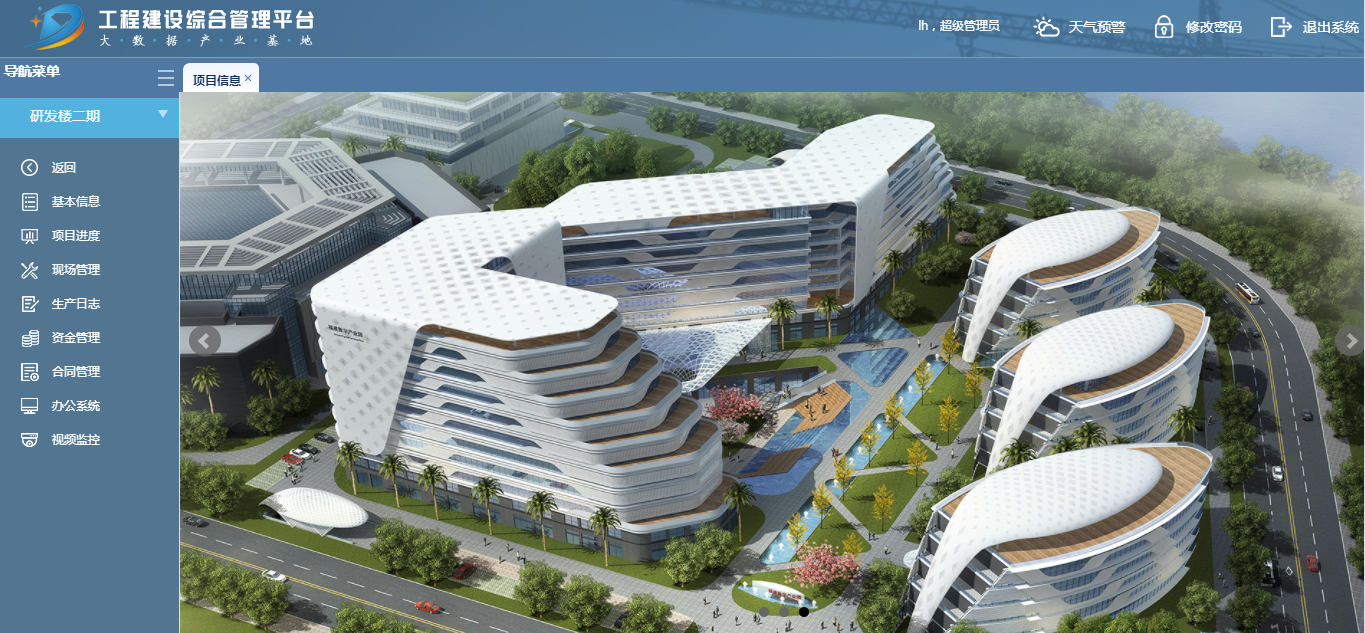 工程建设综合管理平台
大·数·据·产·业·基·地
lh，超级管理员
天气预警
修改密码
退出系统
导航菜单
项目信息 ×
研发楼二期
返回
基本信息
项目进度
现场管理
生产日志
资金管理
合同管理
办公系统
视频监控